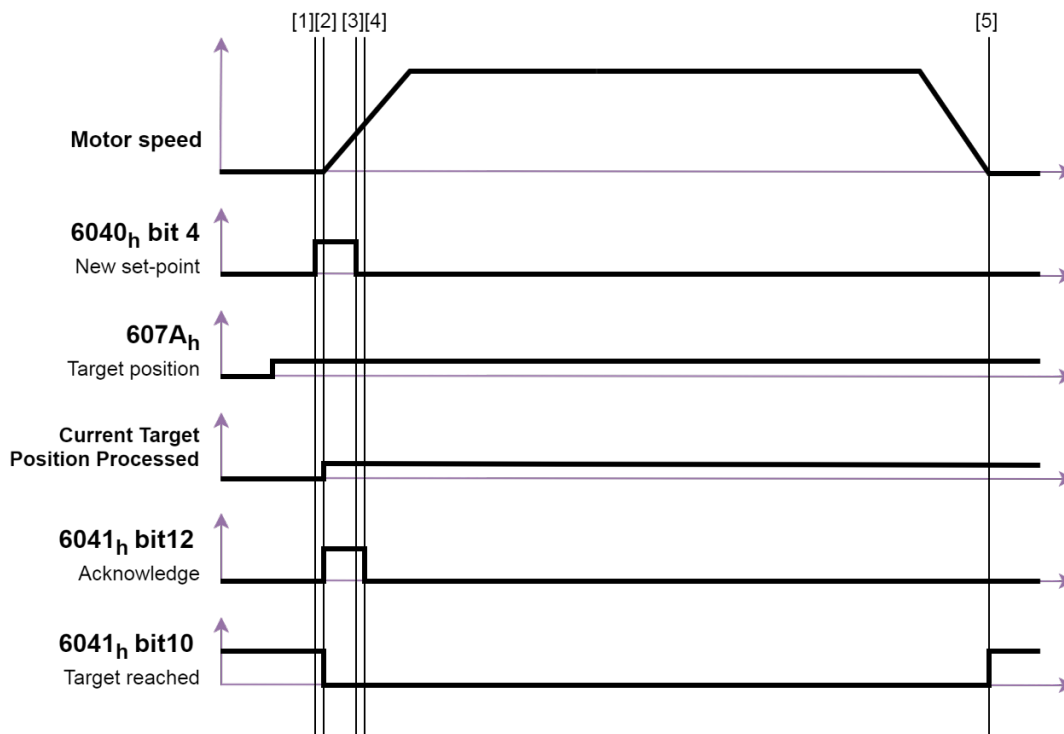 [1][2] [3][4] [5]
Motor speed
6040h bit 4
New set-point
607Ah
Target position
Current Target
Position Processed
6041h bit12
Acknowledge
6041h bit10
Target reached